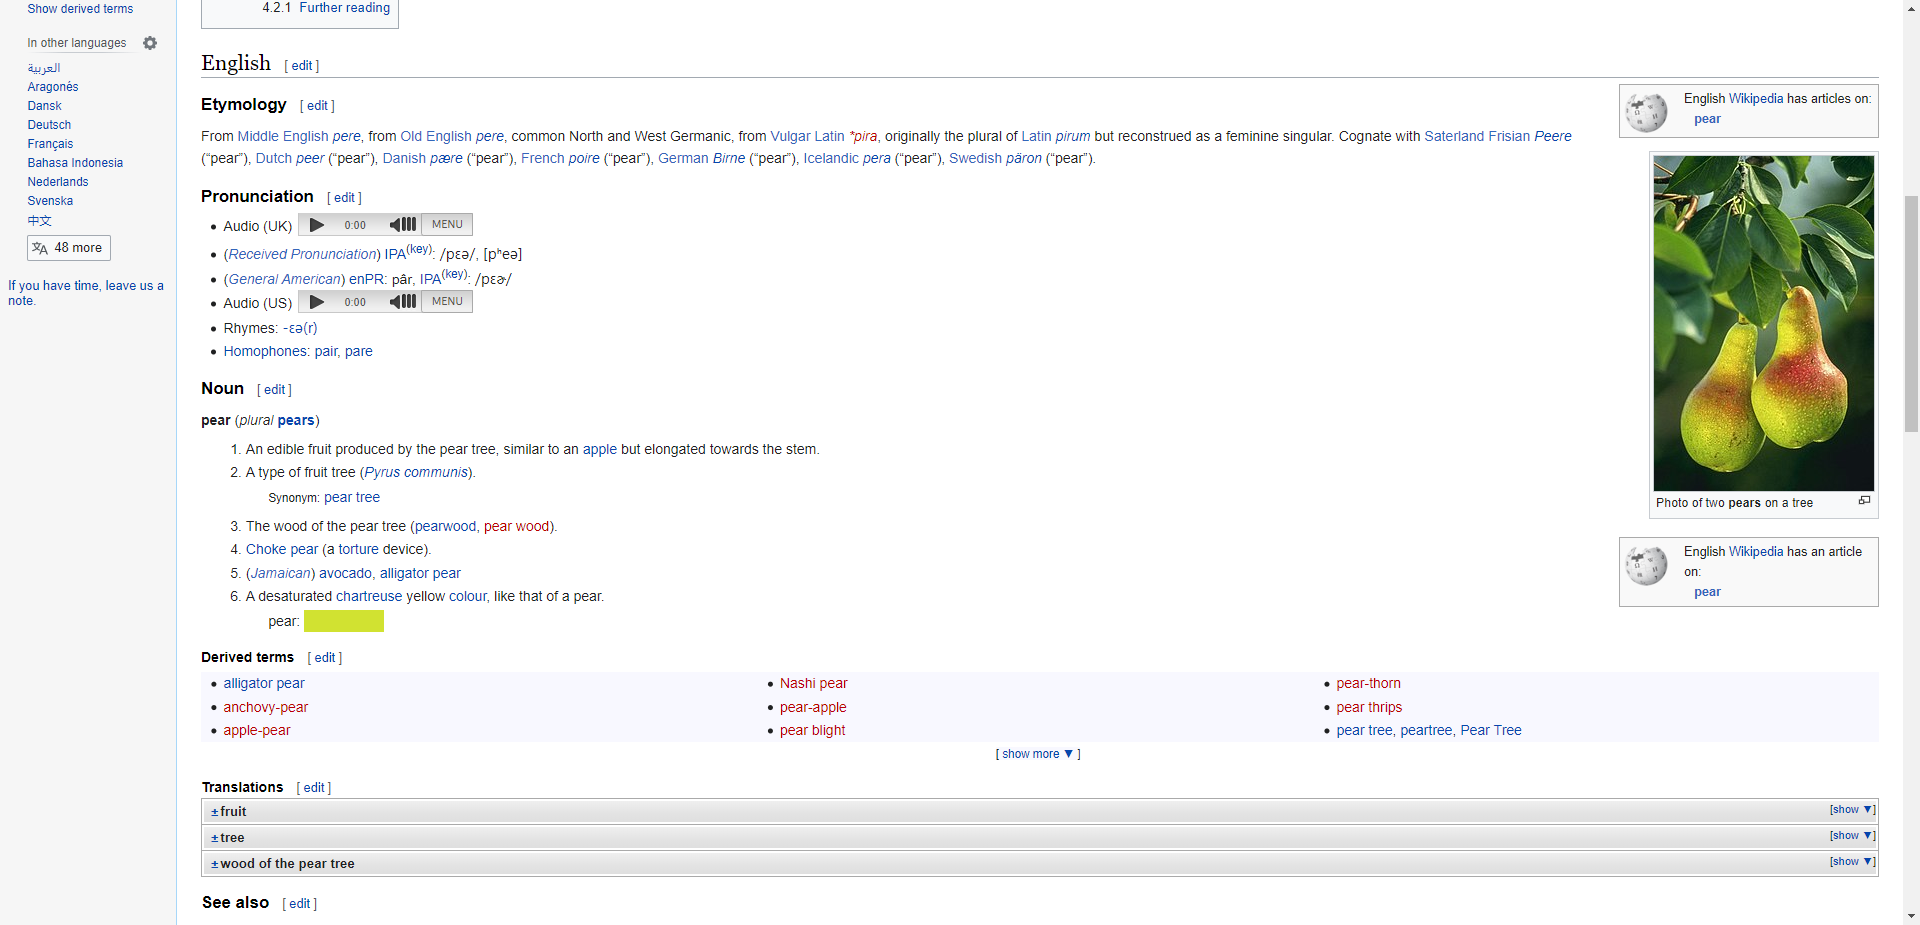 Show derived terms
In other languages
العربية
Aragonés
Dansk
Deutsch
Français
Bahasa Indonesia
Nederlands
Svenska
中文
48 more
If you have time, leave us a
note.
4.2.1 Further reading
English [ edit ]
Etymology [ edit ]
From Middle English pere, from Old English pere, common North and West Germanic, from Vulgar Latin *pira, originally the plural of Latin pirum but reconstrued as a feminine singular. Cognate with Saterland Frisian Peere
(“pear”), Dutch peer (“pear”), Danish pære (“pear”), French poire (“pear”), German Birne (“pear”), Icelandic pera (“pear”), Swedish päron (“pear”).
Pronunciation [ edit ]
• Audio (UK) 0:00 MENU
• (Received Pronunciation) IPA(key): /pɛə/, [pʰeə]
• (General American) enPR: pâr, IPA(key): /pɛɚ/
• Audio (US) 0:00 MENU
• Rhymes: -ɛə(r)
• Homophones: pair, pare
Noun [ edit ]
pear (plural pears)
1. An edible fruit produced by the pear tree, similar to an apple but elongated towards the stem.
2. A type of fruit tree (Pyrus communis).
Synonym: pear tree
3. The wood of the pear tree (pearwood, pear wood).
4. Choke pear (a torture device).
5. (Jamaican) avocado, alligator pear
6. A desaturated chartreuse yellow colour, like that of a pear.
pear:
English Wikipedia has articles on:
pear
Photo of two pears on a tree
English Wikipedia has an article
on:
pear
Derived terms [ edit ]
• alligator pear
• anchovy-pear
• apple-pear
• Nashi pear
• pear-apple
• pear blight
• pear-thorn
• pear thrips
• pear tree, peartree, Pear Tree
[ show more ▼ ]
Translations [ edit ]
± fruit [show ▼]
± tree [show ▼]
± wood of the pear tree [show ▼]
See also [ edit ]